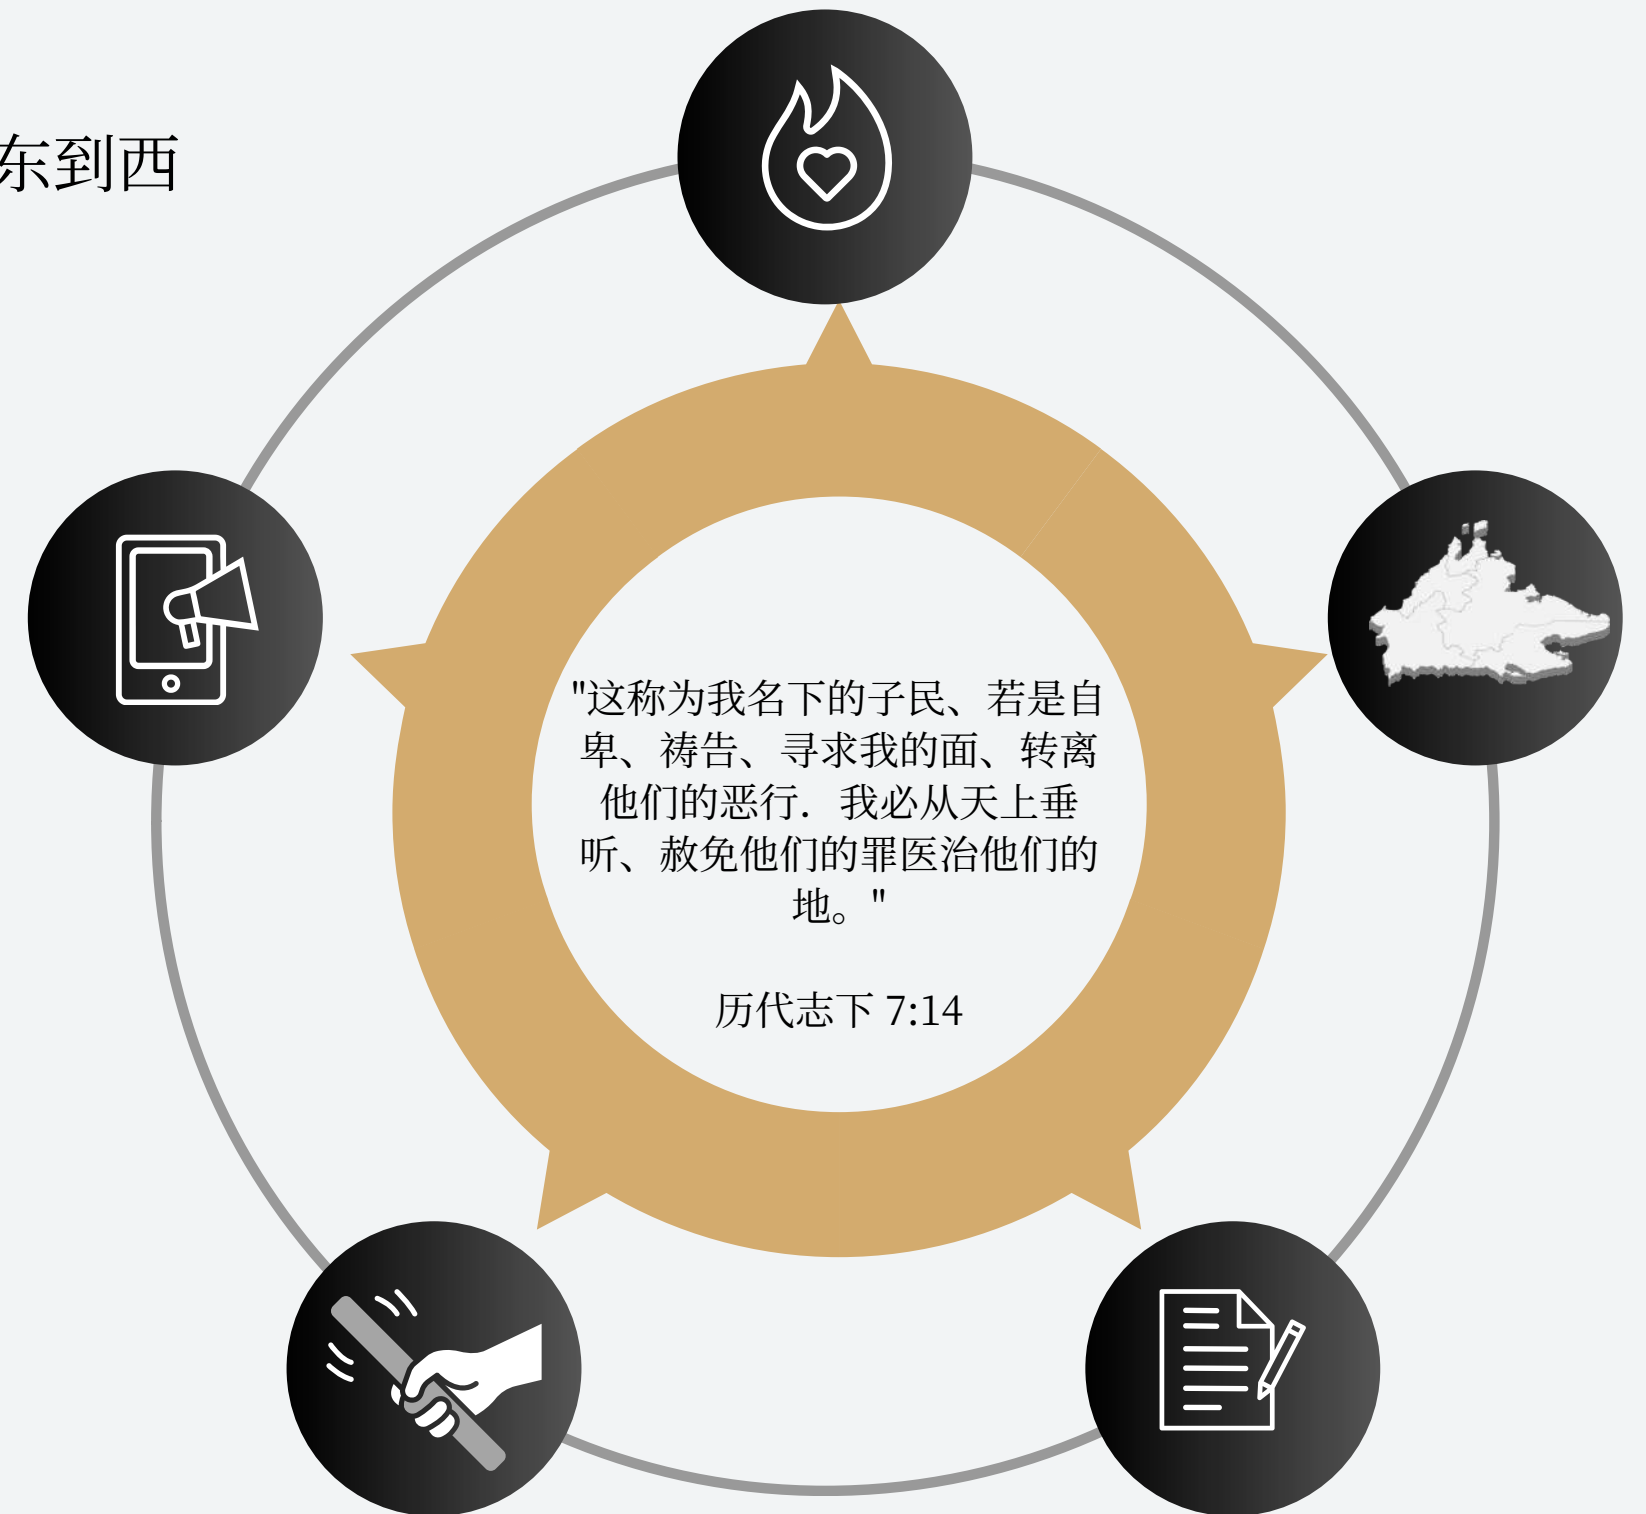 东到西
"这称为我名下的子民、若是自
卑、祷告、寻求我的面、转离
他们的恶行．我必从天上垂
听、赦免他们的罪医治他们的
地。"
历代志下 7:14